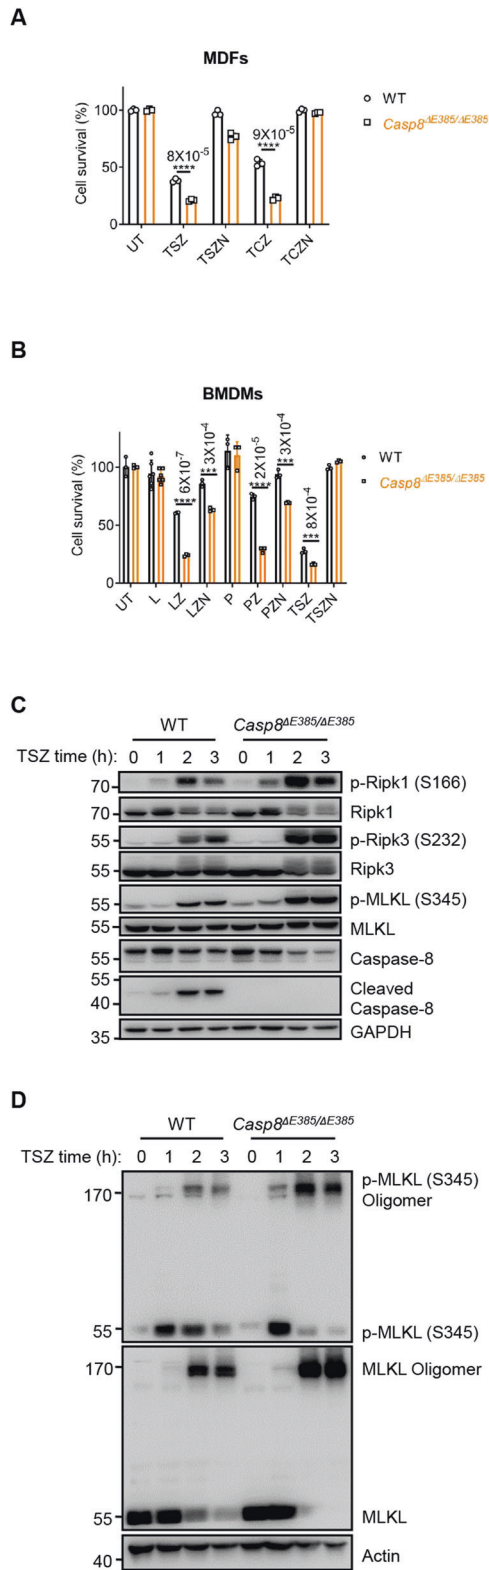 A
MDFs
Cell survival (%)
100
50
0
8X10-5
****
9X10-5
****
UT
TSZ
TSZN
TCZ
TCZN
WT
Casp8ΔE385/ΔE385
B
BMDMs
Cell survival (%)
100
50
0
****
6X10-7
***
3X10-4
****
2X10-5
***
3X10-4
***
8X10-4
UT
L
LZ
LZN
P
PZ
PZN
TSZ
TSZN
WT
Casp8ΔE385/ΔE385
C
WT Casp8ΔE385/ΔE385
TSZ time (h): 0 1 2 3 0 1 2 3
70 p-Ripk1 (S166)
70 Ripk1
55 p-Ripk3 (S232)
55 Ripk3
55 p-MLKL (S345)
55 MLKL
55 Caspase-8
55
40 Cleaved
Caspase-8
35 GAPDH
D
WT Casp8ΔE385/ΔE385
TSZ time (h): 0 1 2 3 0 1 2 3
170 p-MLKL (S345)
Oligomer
55 p-MLKL (S345)
170 MLKL Oligomer
55 MLKL
40 Actin